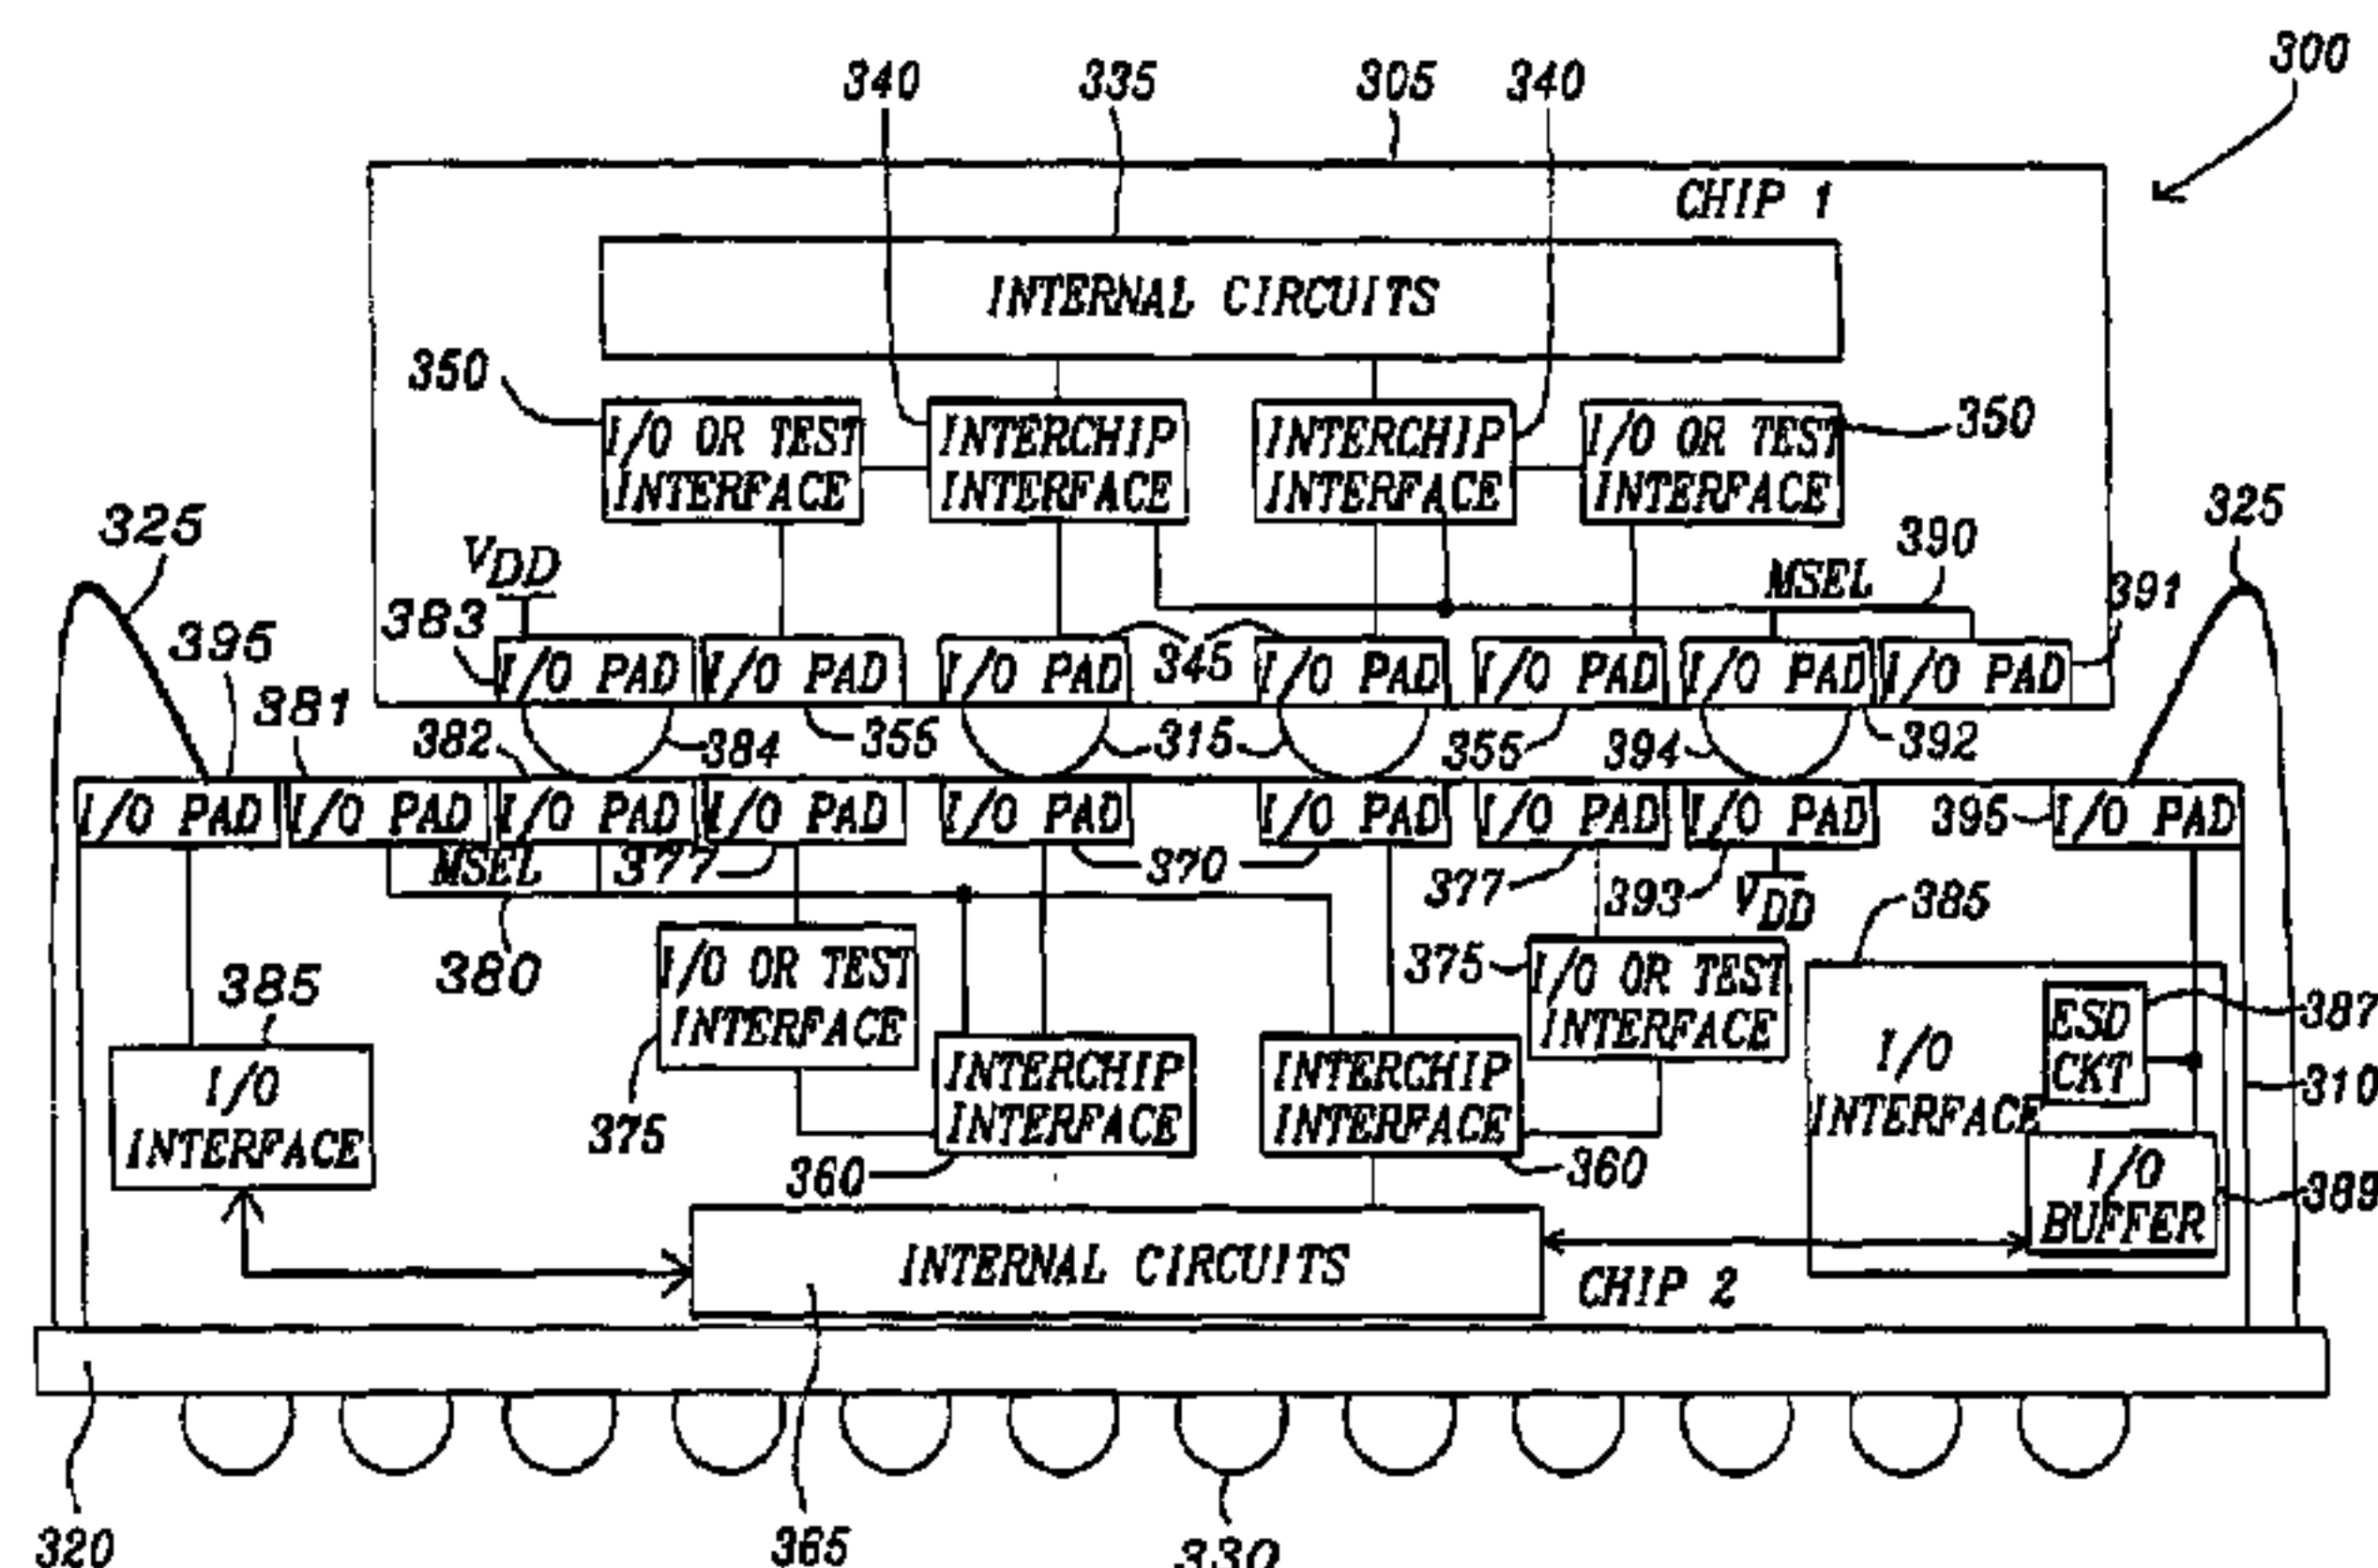 300
340 335 305 340
CHIP 1
INTERNAL CIRCUITS
350
I/O OR TEST INTERCHIP INTERCHIP I/O OR TEST 350
INTERFACE INTERFACE INTERFACE INTERFACE
325 325
VDD 390
MSEL 391
383
395 I/O PAD I/O PAD I/O PAD 345 I/O PAD I/O PAD I/O PAD I/O PAD
381 382 384 355 315 355 394 392
I/O PAD I/O PAD I/O PAD I/O PAD I/O PAD I/O PAD I/O PAD I/O PAD 395 I/O PAD
MSEL 377 370 377 393 VDD 385
380
385 I/O OR TEST 375 I/O OR TEST ESD 387
INTERFACE INTERFACE CKT
I/O 375 INTERCHIP INTERCHIP I/O 310
INTERFACE INTERFACE INTERFACE INTERFACE
360 360 I/O 389
BUFFER
INTERNAL CIRCUITS CHIP 2
320 365 330